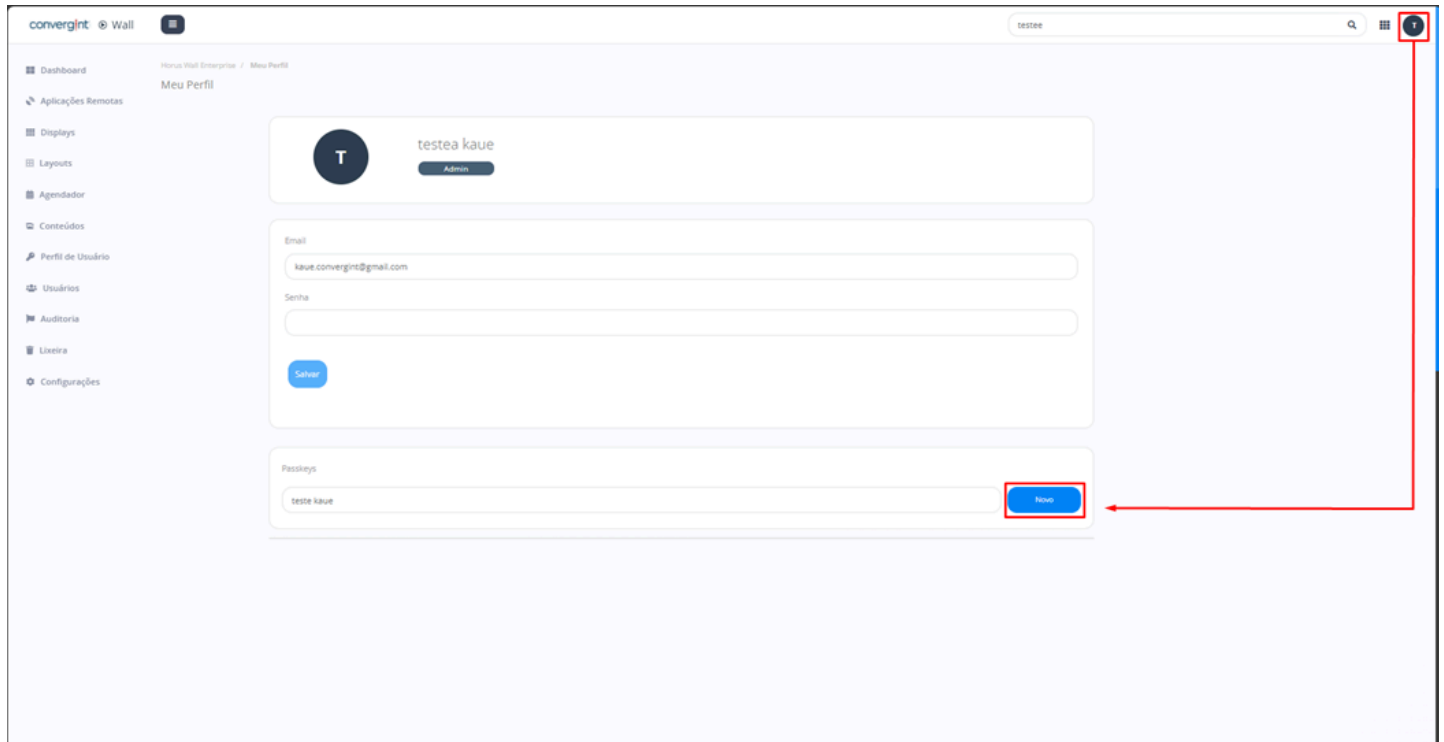 convergint Wall
testee
T
Dashboard
Aplicações Remotas
Displays
Layouts
Agendador
Conteúdos
Perfil de Usuário
Usuários
Auditoria
Lixeira
Configurações
Horus Wall Enterprise / Meu Perfil
Meu Perfil
T
testea kaue
Admin
Email
kaue.convergint@gmail.com
Senha
Salvar
Passkeys
teste kaue
Novo